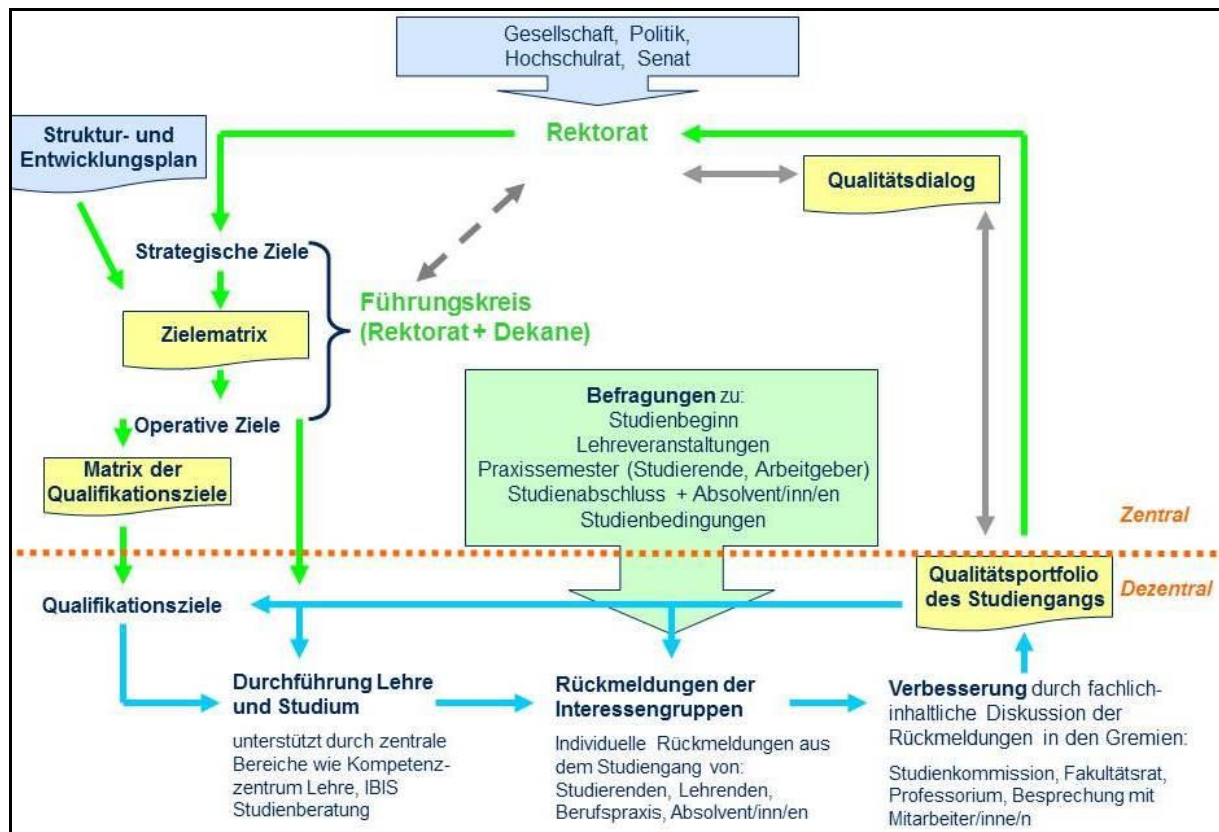 Gesellschaft, Politik,
Hochschulrat, Senat
Struktur- und
Entwicklungsplan
Rektorat
Qualitätsdialog
Strategische Ziele
Führungskreis
(Rektorat + Dekane)
Zielematrix
Operative Ziele
Matrix der
Qualifikationsziele
Befragungen zu:
Studienbeginn
Lehreveranstaltungen
Praxissemester (Studierende, Arbeitgeber)
Studienabschluss + Absolvent/inn/en
Studienbedingungen
Zentral
Dezentral
Qualitätsportfolio
des Studiengangs
Qualifikationsziele
Durchführung Lehre
und Studium
unterstützt durch zentrale
Bereiche wie Kompetenz-
zentrum Lehre, IBIS
Studienberatung
Rückmeldungen der
Interessengruppen
Individuelle Rückmeldungen aus
dem Studiengang von:
Studierenden, Lehrenden,
Berufspraxis, Absolvent/inn/en
Verbesserung durch fachlich-
inhaltliche Diskussion der
Rückmeldungen in den Gremien:
Studienkommission, Fakultätsrat,
Professorium, Besprechung mit
Mitarbeiter/inne/n